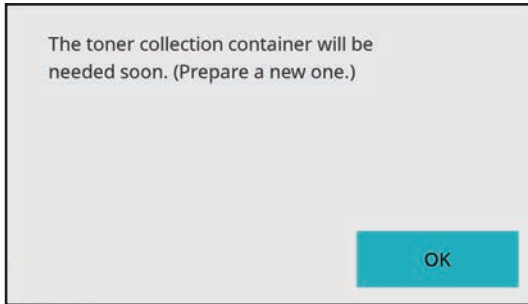 The toner collection container will be
needed soon. (Prepare a new one.)
OK